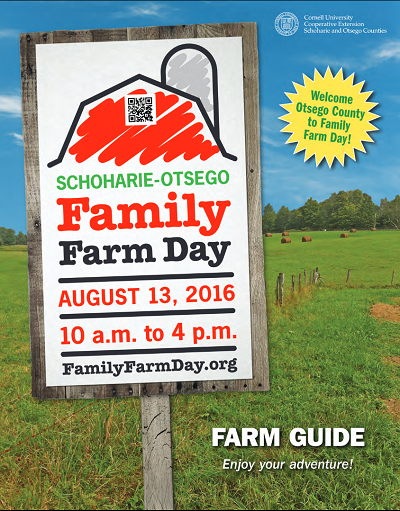 Cornell University
Cooperative Extension
Schoharie and Otsego Counties
Welcome
Otsego County
to Family
Farm Day!
SCHOHARIE-OTSEGO
Family
Farm Day
AUGUST 13, 2016
10 a.m. to 4 p.m.
FamilyFarmDay.org
FARM GUIDE
Enjoy your adventure!